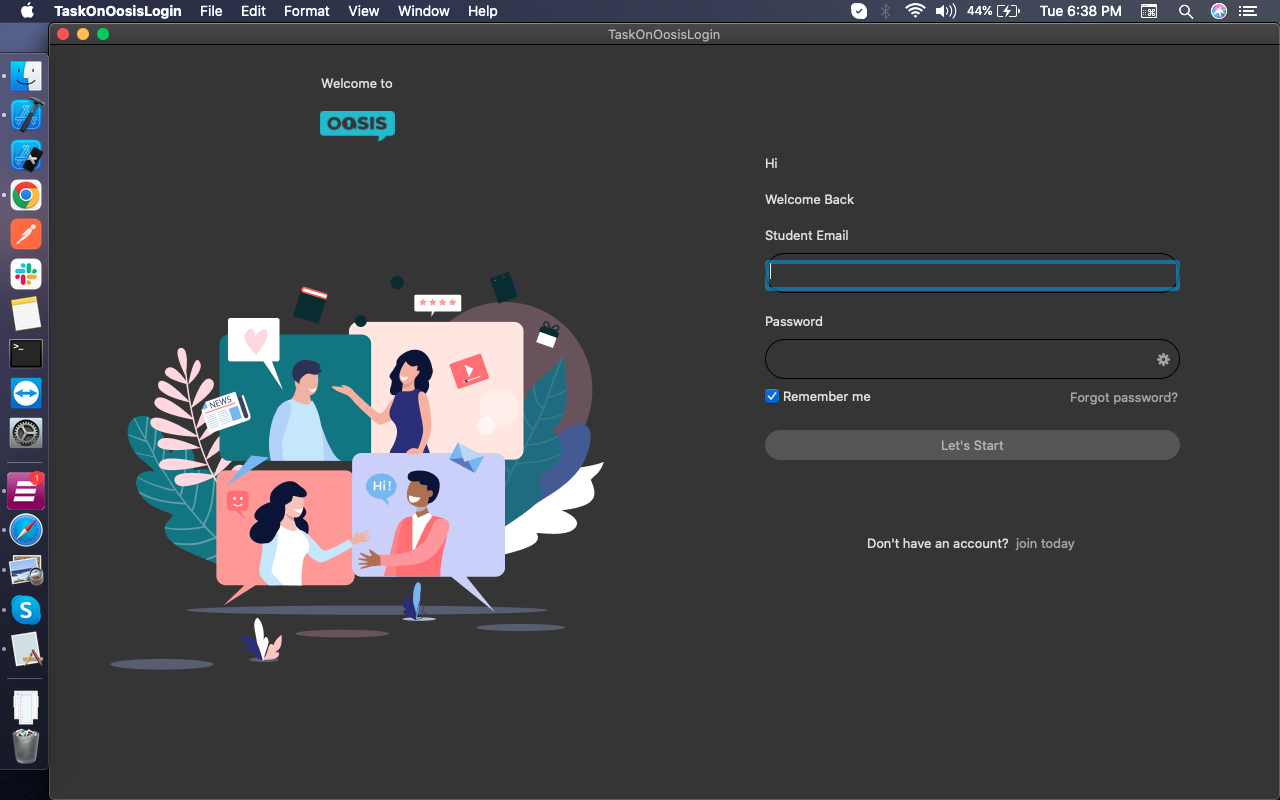 TaskOnOosisLogin File Edit Format View Window Help 44% Tue 6:38 PM
TaskOnOosisLogin
Welcome to
OOSIS
Hi
Welcome Back
Student Email
Password
Remember me Forgot password?
Let's Start
Don't have an account? join today
NEWS
Hi!
>_
1
S